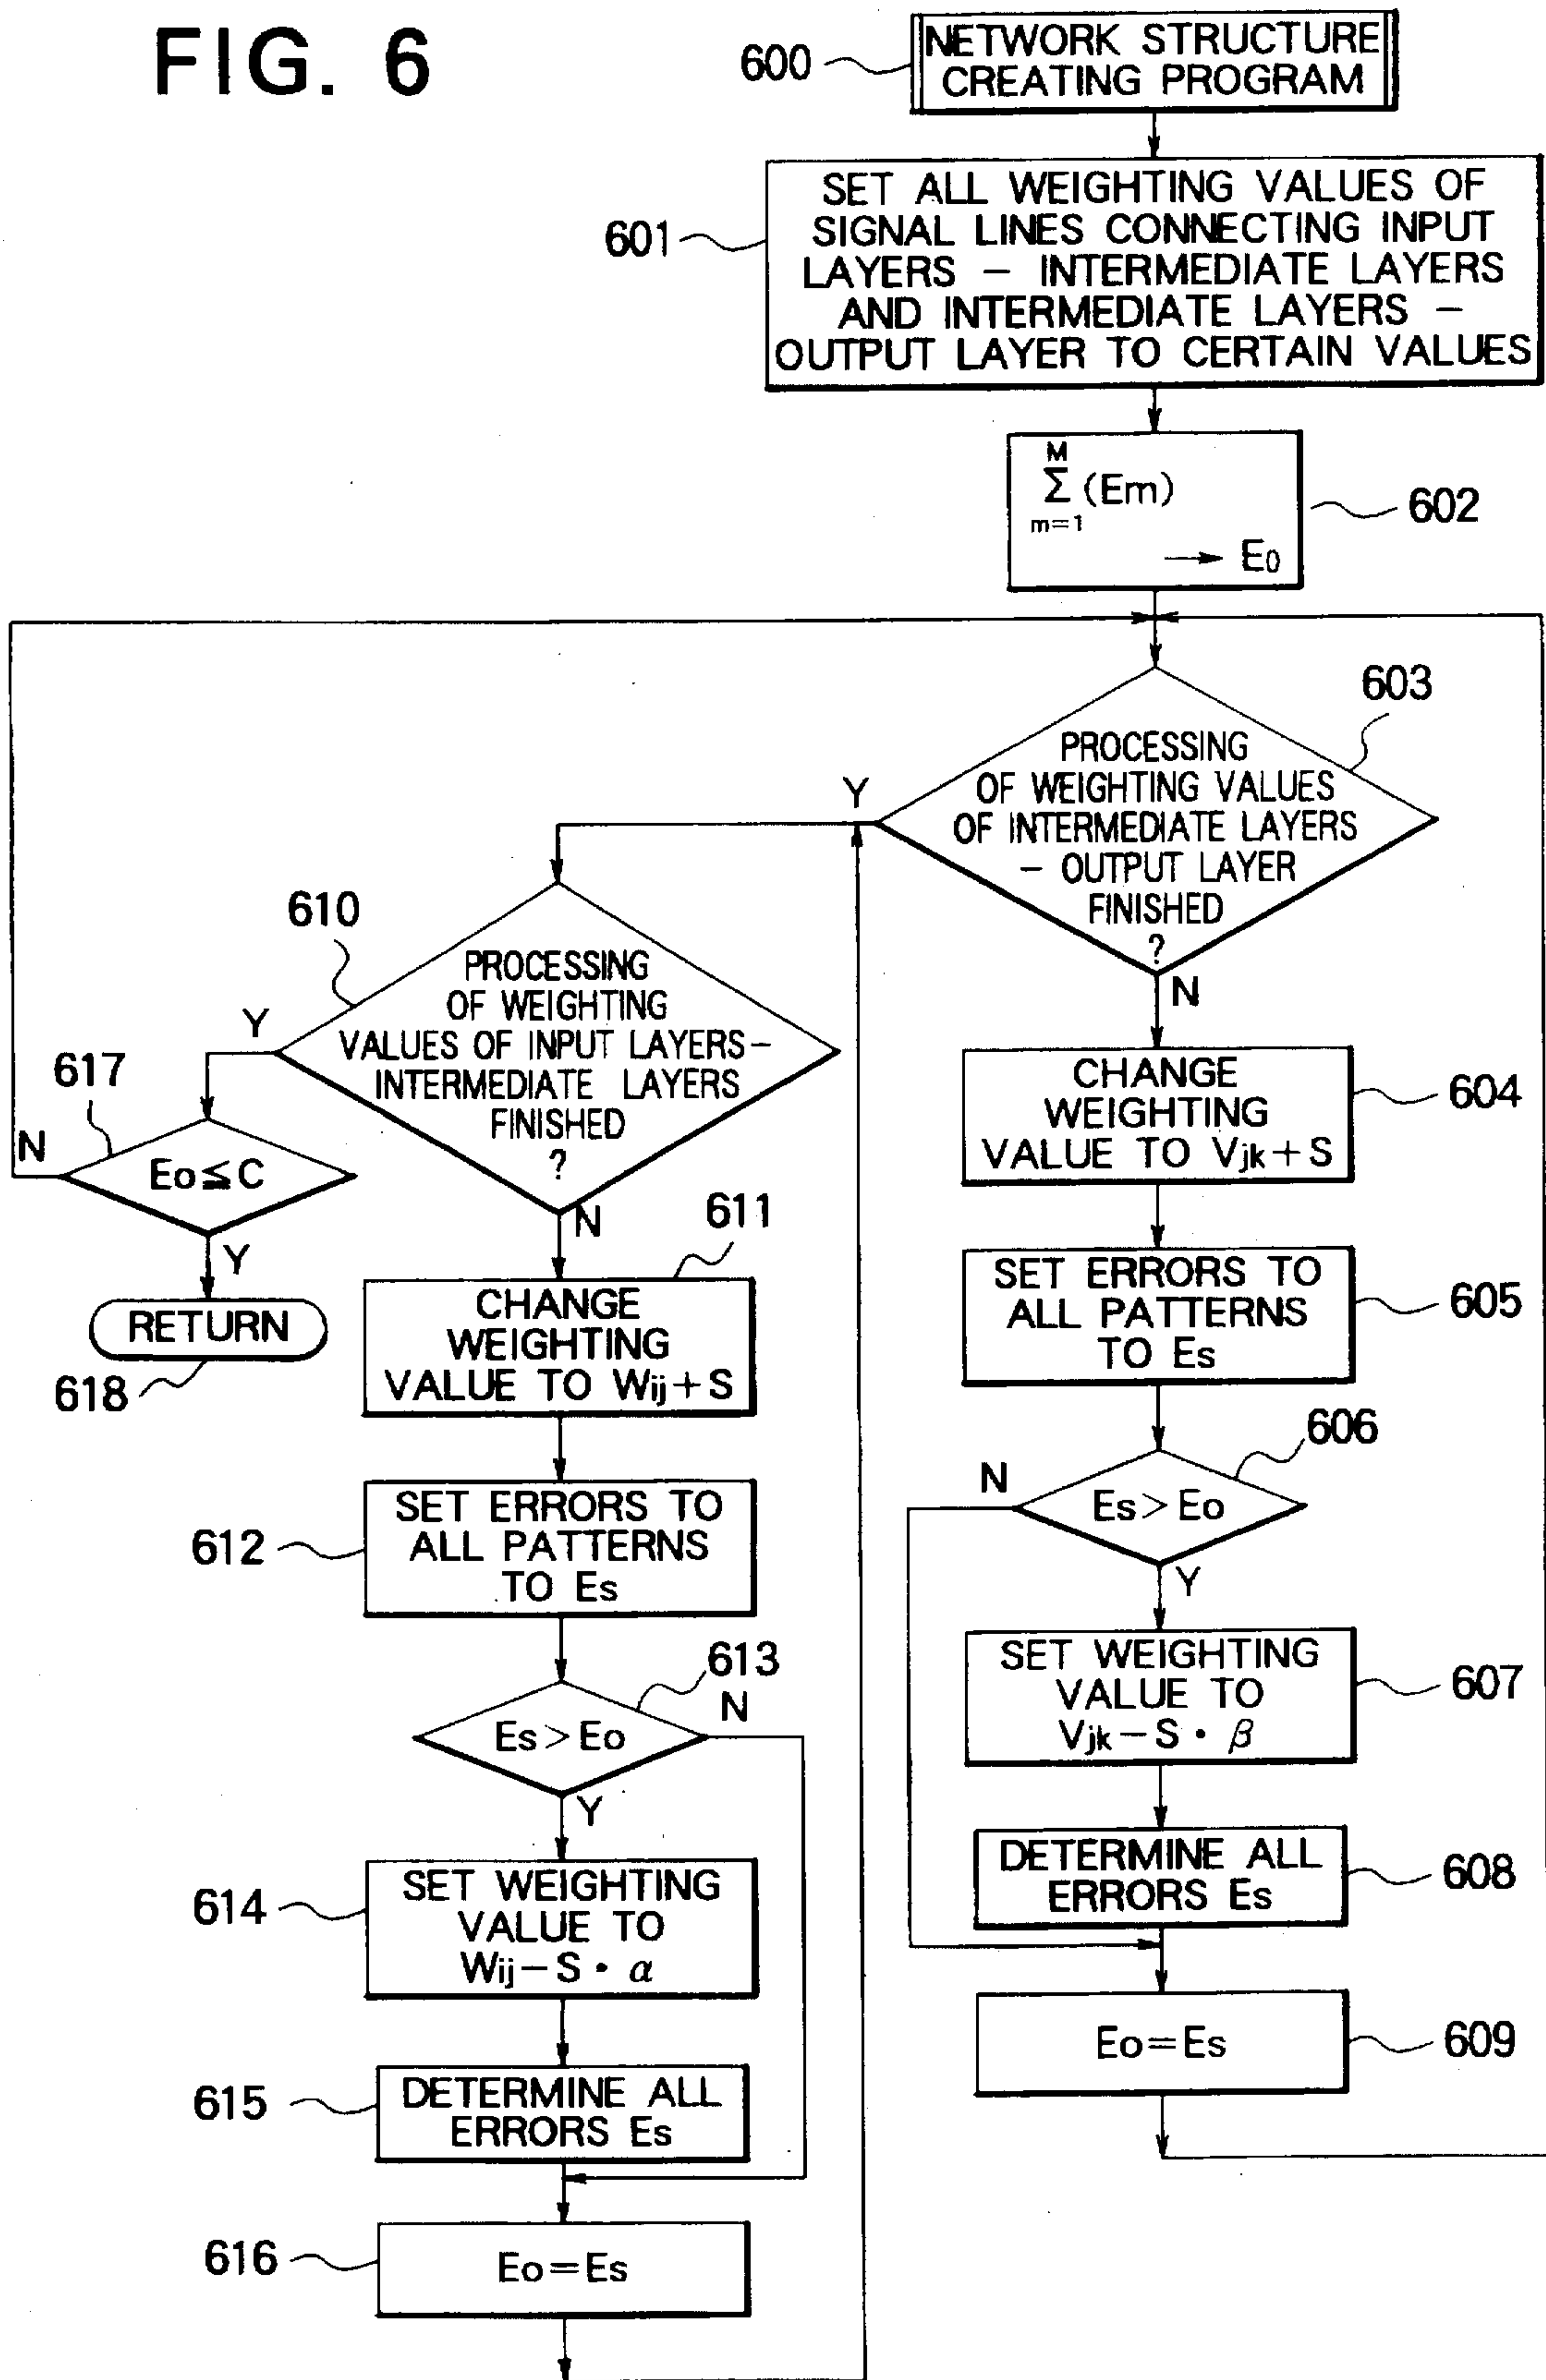 FIG. 6
600
NETWORK STRUCTURE
CREATING PROGRAM
601
SET ALL WEIGHTING VALUES OF
SIGNAL LINES CONNECTING INPUT
LAYERS – INTERMEDIATE LAYERS
AND INTERMEDIATE LAYERS –
OUTPUT LAYER TO CERTAIN VALUES
M
Σ (Em)
m=1
→ E0
602
603
PROCESSING
OF WEIGHTING VALUES
OF INTERMEDIATE LAYERS
– OUTPUT LAYER
FINISHED
?
Y
N
610
PROCESSING
OF WEIGHTING
VALUES OF INPUT LAYERS–
INTERMEDIATE LAYERS
FINISHED
?
Y
N
617
Eo≦C
N
Y
RETURN
618
604
CHANGE
WEIGHTING
VALUE TO Vjk+S
605
SET ERRORS TO
ALL PATTERNS
TO Es
606
Es>Eo
N
Y
607
SET WEIGHTING
VALUE TO
Vjk–S・β
608
DETERMINE ALL
ERRORS Es
609
Eo=Es
611
CHANGE
WEIGHTING
VALUE TO Wij+S
612
SET ERRORS TO
ALL PATTERNS
TO Es
613
Es>Eo
N
Y
614
SET WEIGHTING
VALUE TO
Wij–S・α
615
DETERMINE ALL
ERRORS Es
616
Eo=Es